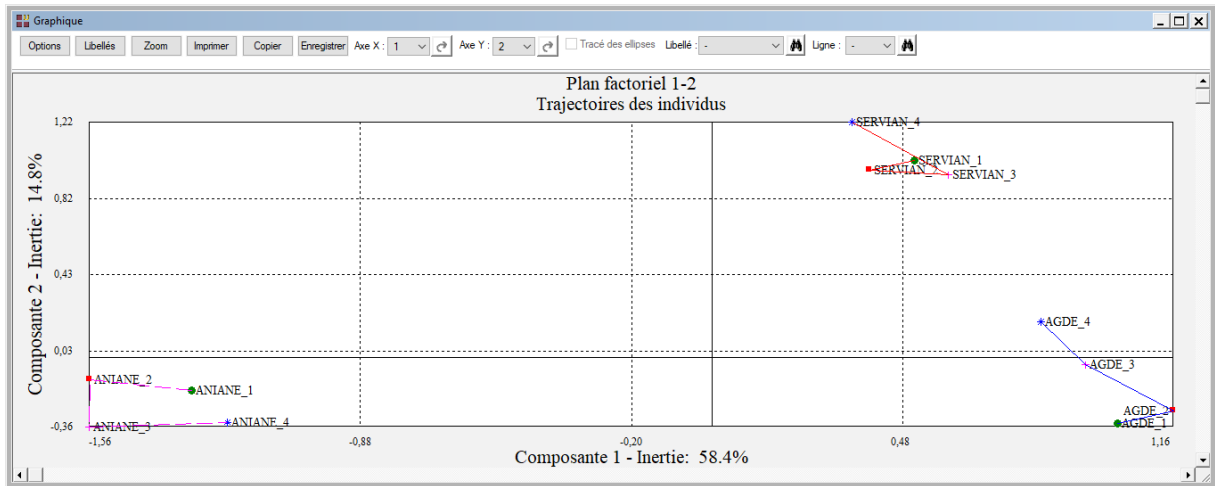 Graphique
Options Libellés Zoom Imprimer Copier Enregistrer Axe X : 1 Axe Y : 2 Tracé des ellipses Libellé : - Ligne : -
Plan factoriel 1-2
Trajectoires des individus
1,22
SERVIAN_4
SERVIAN_1
SERVIAN_2
SERVIAN_3
0,82
0,43
AGDE_4
0,03
AGDE_3
ANIANE_2
ANIANE_1
AGDE_2
AGDE_1
ANIANE_4
ANIANE_3
-0,36
-1,56 -0,88 -0,20 0,48 1,16
Composante 1 - Inertie: 58.4%
Composante 2 - Inertie: 14.8%